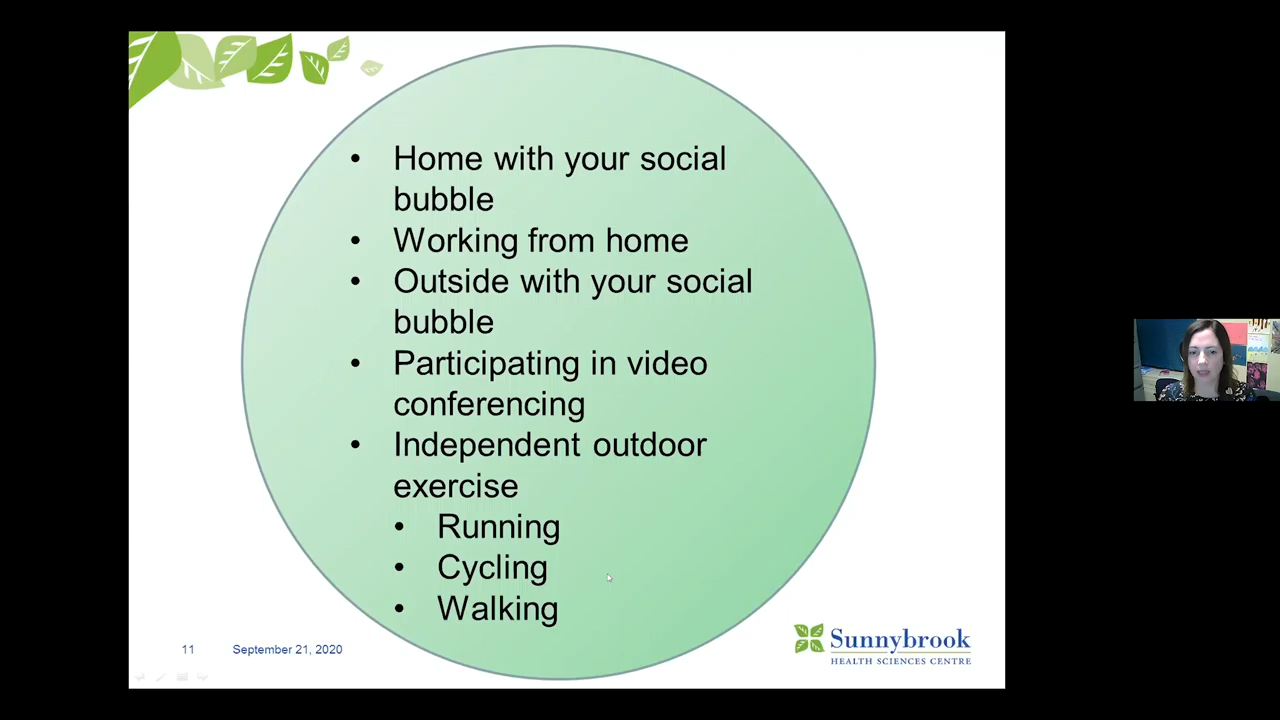 • Home with your social
bubble
• Working from home
• Outside with your social
bubble
• Participating in video
conferencing
• Independent outdoor
exercise
• Running
• Cycling
• Walking
11 September 21, 2020
Sunnybrook
HEALTH SCIENCES CENTRE